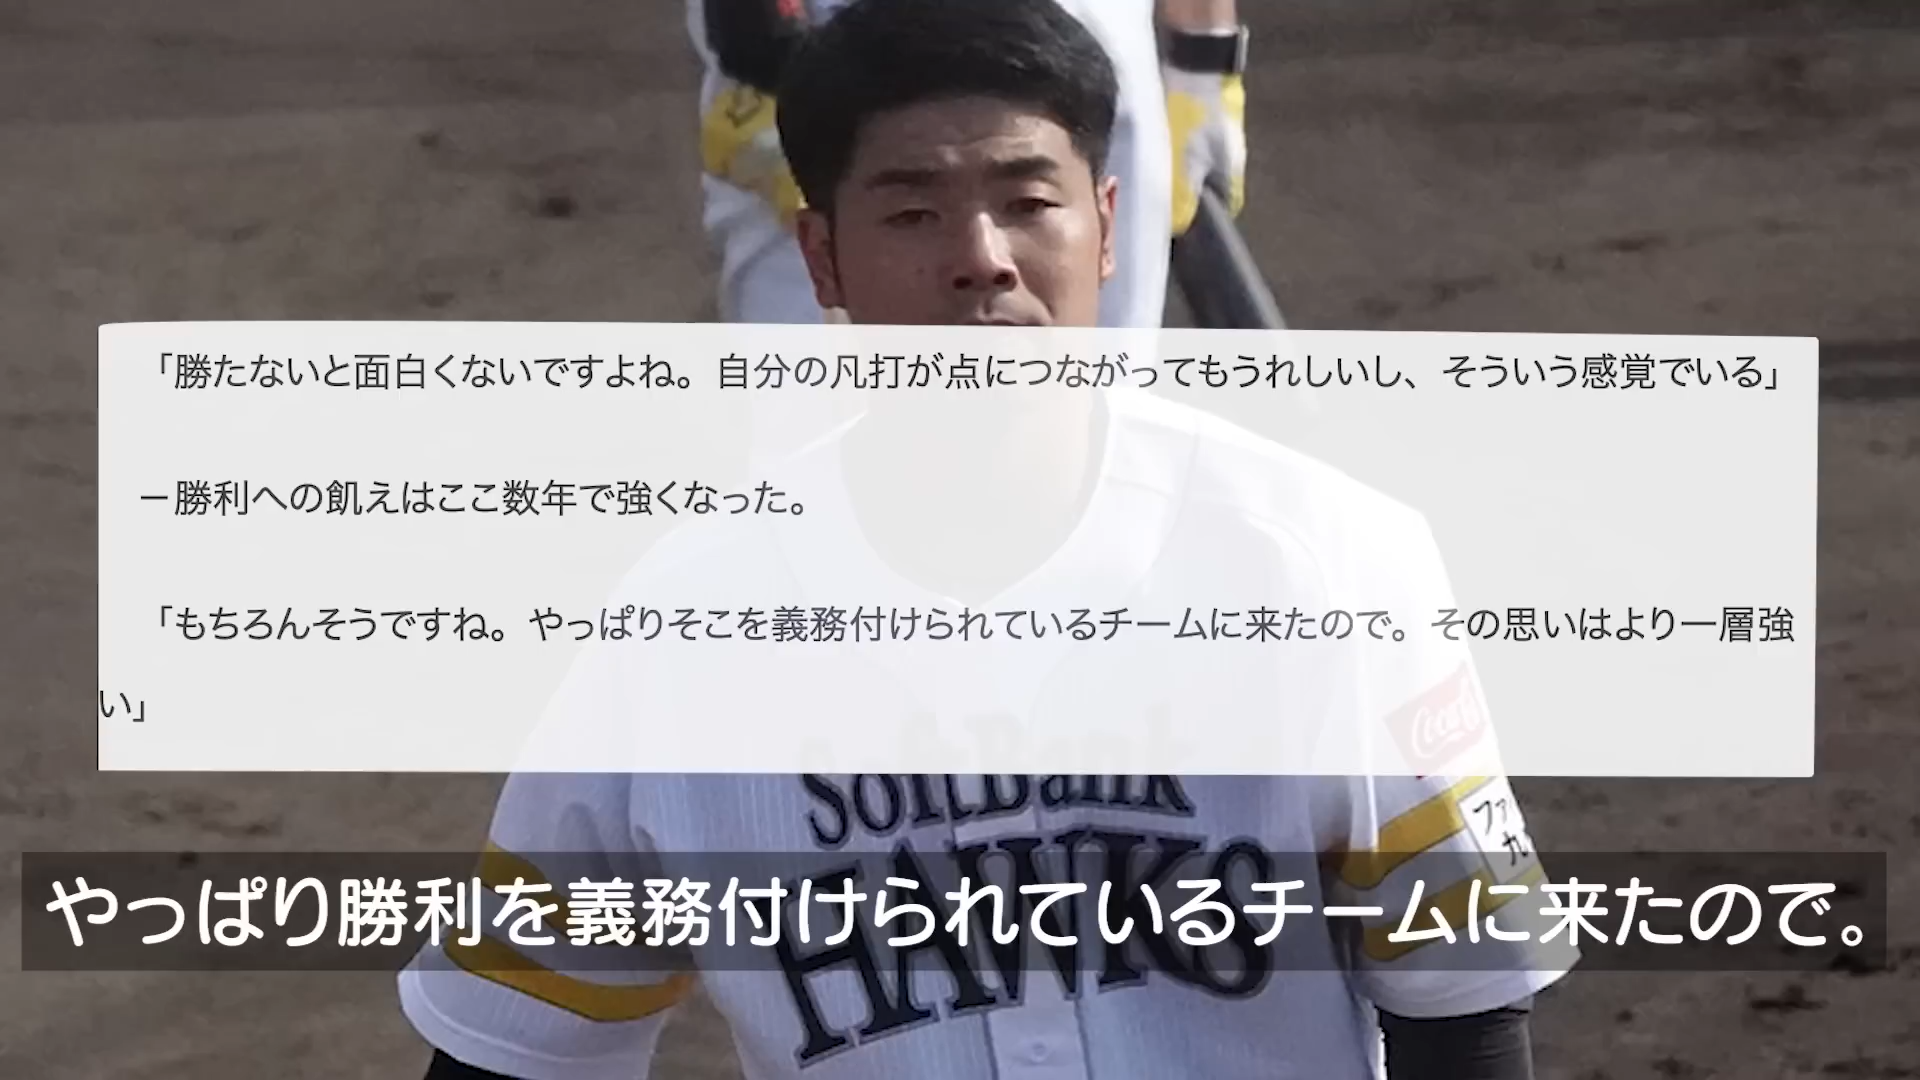 「勝たないと面白くないですよね。自分の凡打が点につながってもうれしいし、そういう感覚でいる」
－勝利への飢えはここ数年で強くなった。
「もちろんそうですね。やっぱりそこを義務付けられているチームに来たので。その思いはより一層強
い」
Coca
SoftBank
ファ
九
HAWKS
やっぱり勝利を義務付けられているチームに来たので。